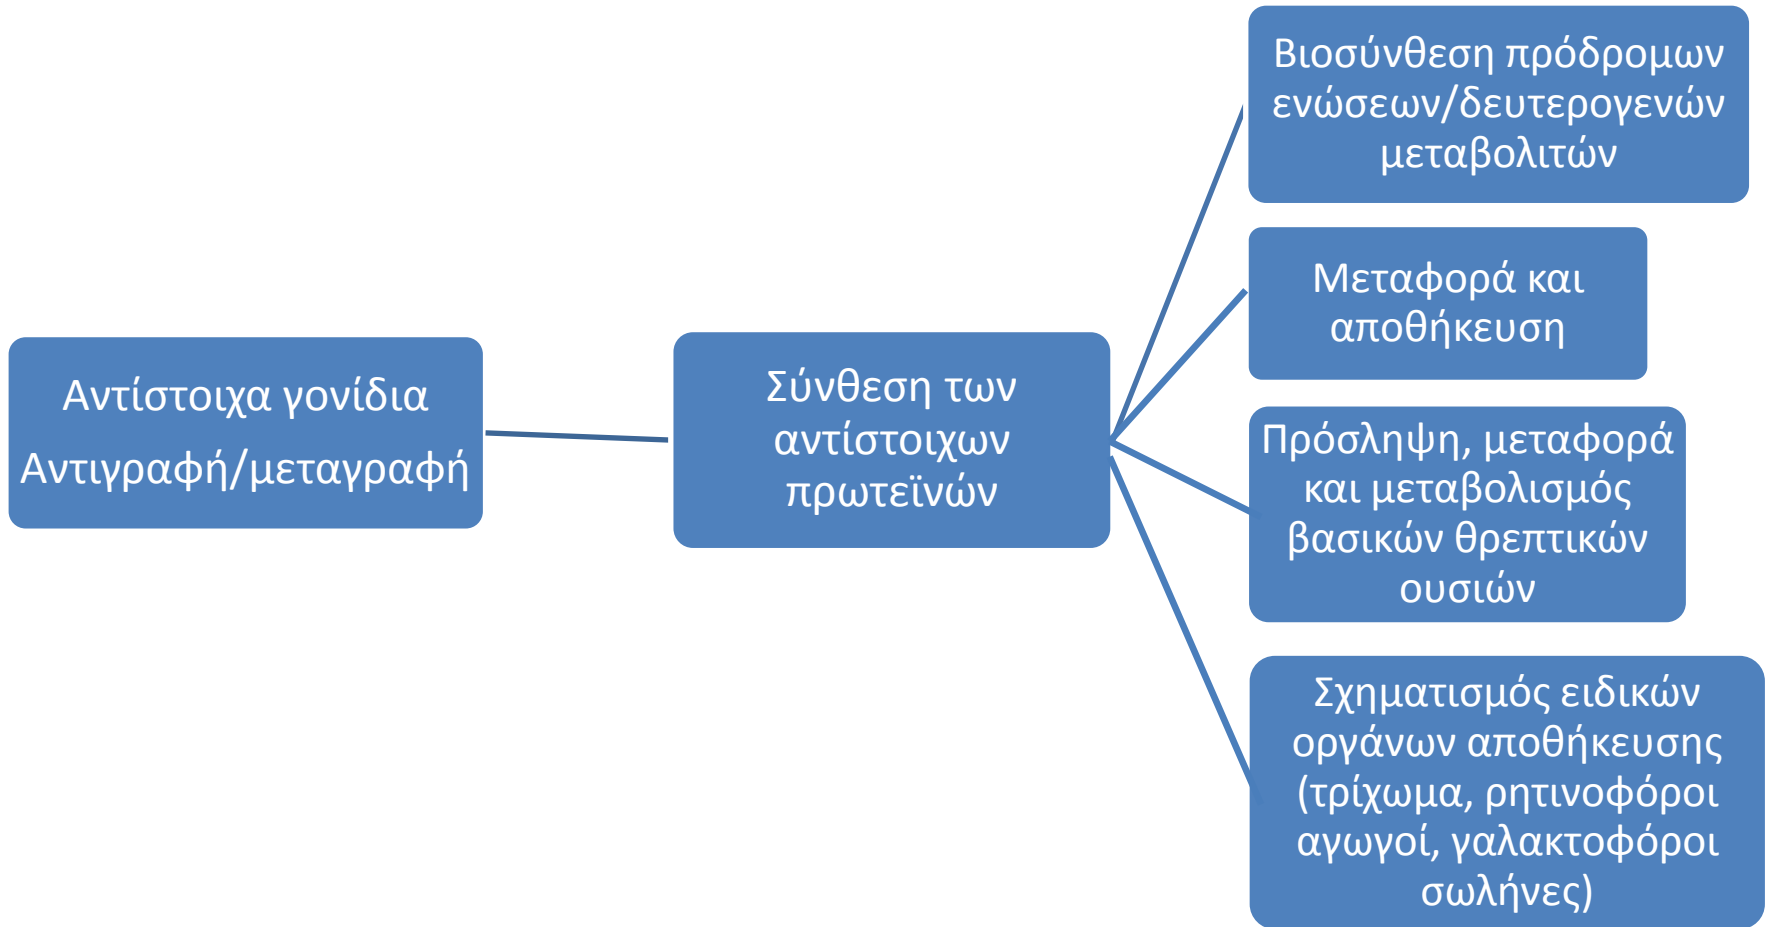 Αντίστοιχα γονίδια
Αντιγραφή/μεταγραφή
Σύνθεση των
αντίστοιχων
πρωτεϊνών
Βιοσύνθεση πρόδρομων
ενώσεων/δευτερογενών
μεταβολιτών
Μεταφορά και
αποθήκευση
Πρόσληψη, μεταφορά
και μεταβολισμός
βασικών θρεπτικών
ουσιών
Σχηματισμός ειδικών
οργάνων αποθήκευσης
(τρίχωμα, ρητινοφόροι
αγωγοί, γαλακτοφόροι
σωλήνες)